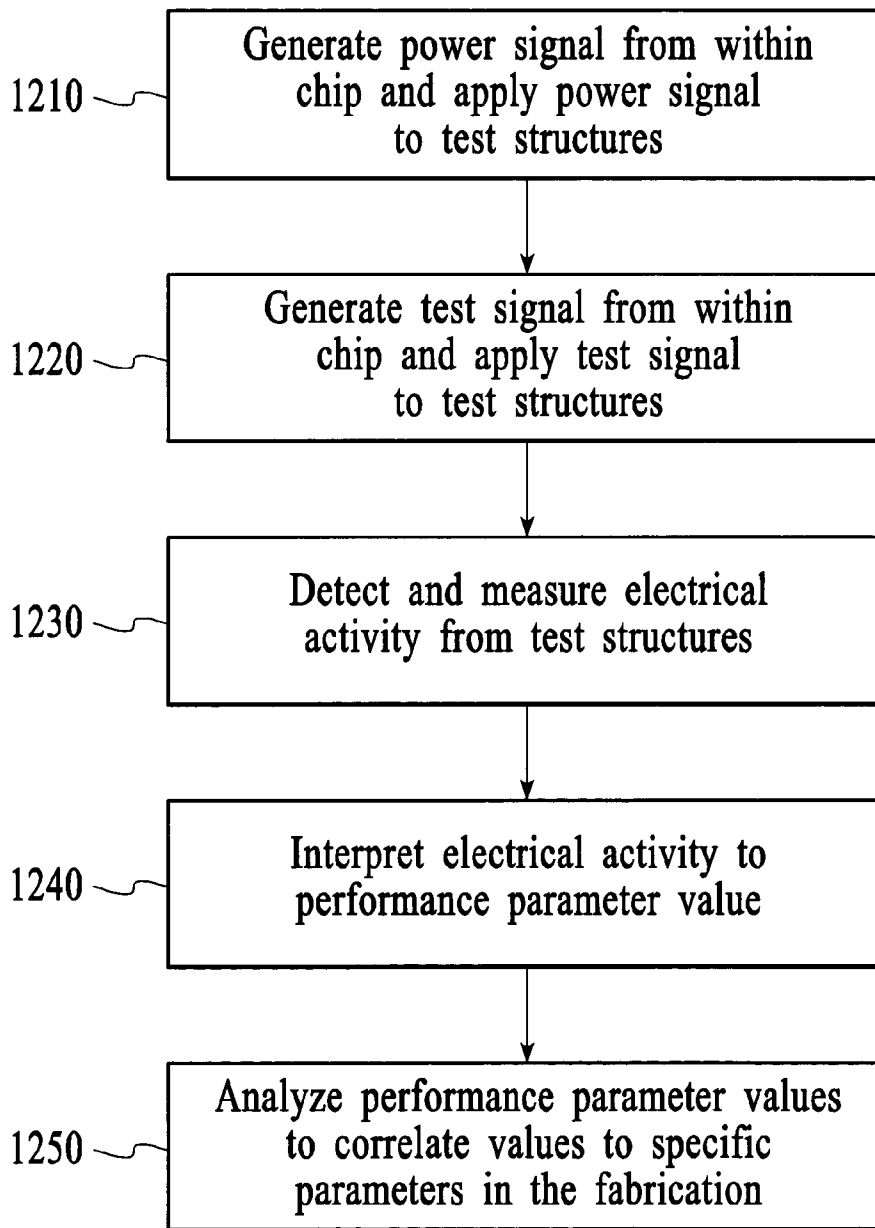 Generate power signal from within
1210
chip and apply power signal
to test structures
Generate test signal from within
1220
chip and apply test signal
to test structures
Detect and measure electrical
1230
activity from test structures
Interpret electrical activity to
1240
performance parameter value
Analyze performance parameter values
1250
to correlate values to specific
parameters in the fabrication